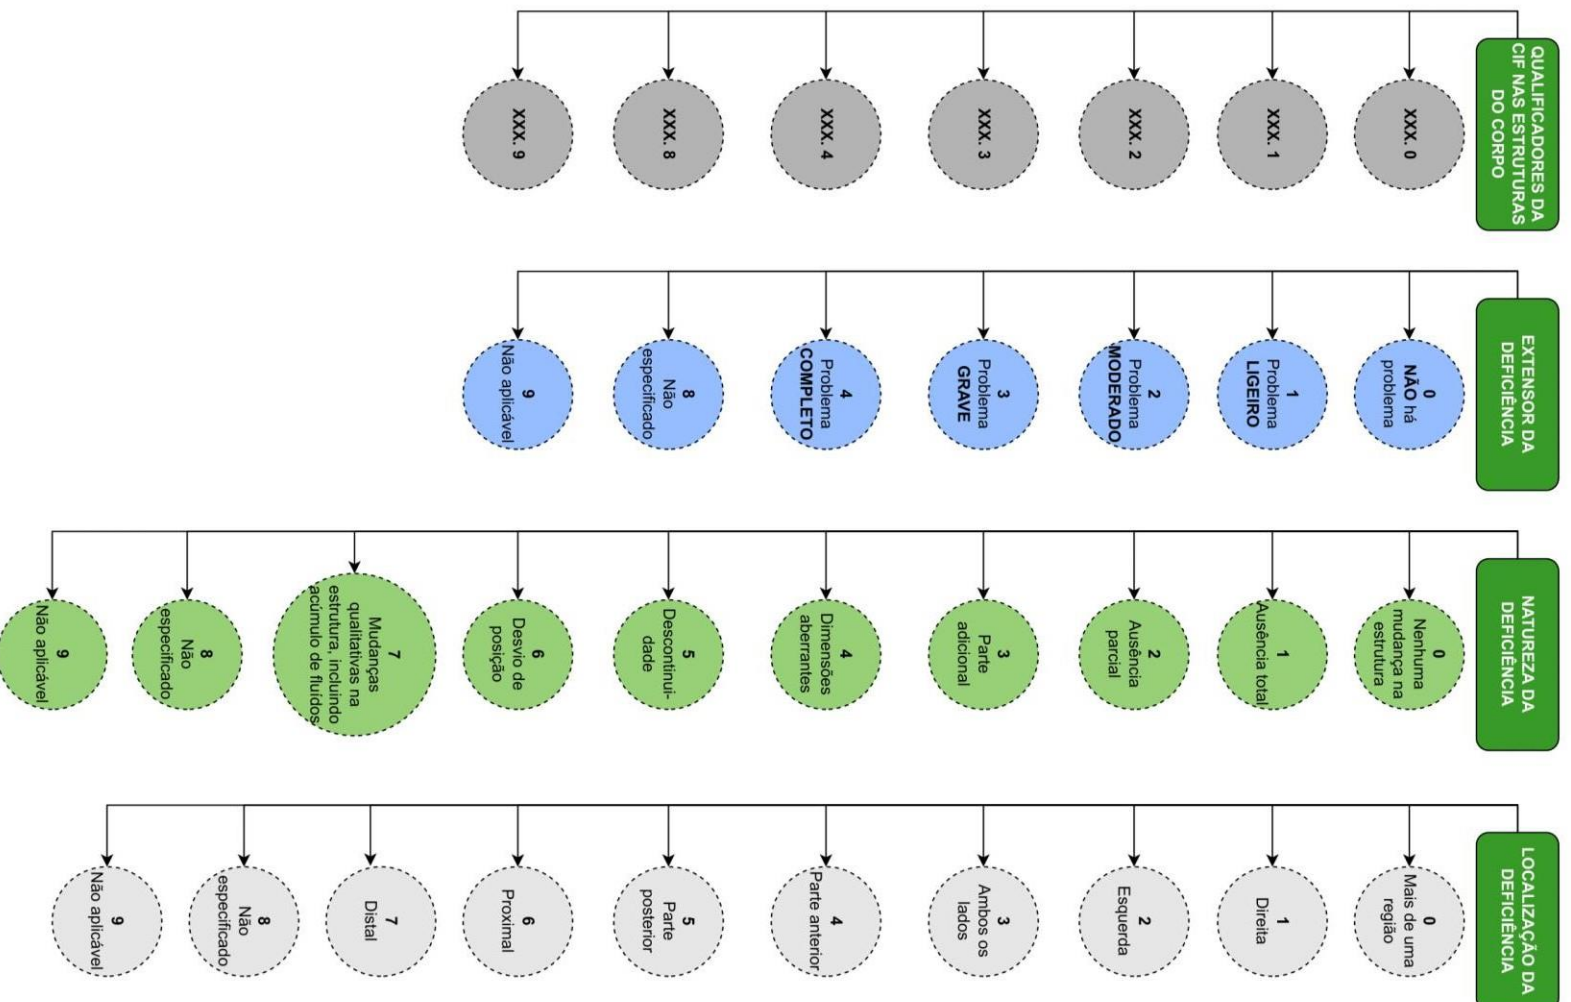 QUALIFICADORES DA
CIF NAS ESTRUTURAS
DO CORPO
XXX. 0
XXX. 1
XXX. 2
XXX. 3
XXX. 4
XXX. 8
XXX. 9
EXTENSOR DA
DEFICIÊNCIA
0
NÃO há
problema
1
Problema
LIGEIRO
2
Problema
MODERADO
3
Problema
GRAVE
4
Problema
COMPLETO
8
Não
especificado
9
Não aplicável
NATUREZA DA
DEFICIÊNCIA
0
Nenhuma
mudança na
estrutura
1
Ausência total
2
Ausência
parcial
3
Parte
adicional
4
Dimensões
aberrantes
5
Descontinui-
dade
6
Desvio de
posição
7
Mudanças
qualitativas na
estrutura, incluindo
acúmulo de fluídos
8
Não
especificado
9
Não aplicável
LOCALIZAÇÃO DA
DEFICIÊNCIA
0
Mais de uma
região
1
Direita
2
Esquerda
3
Ambos os
lados
4
Parte anterior
5
Parte
posterior
6
Proximal
7
Distal
8
Não
especificado
9
Não aplicável